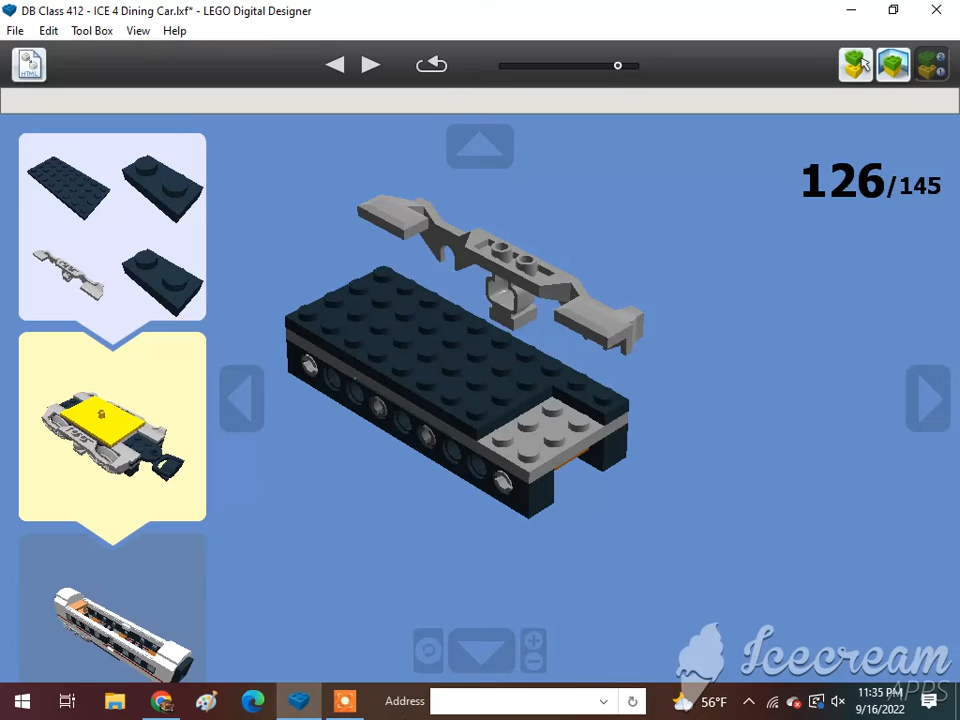 DB Class 412 - ICE 4 Dining Car.lxf* - LEGO Digital Designer
File Edit Tool Box View Help
HTML
126/145
Icecream
APPS
Address
56°F
11:35 PM
9/16/2022